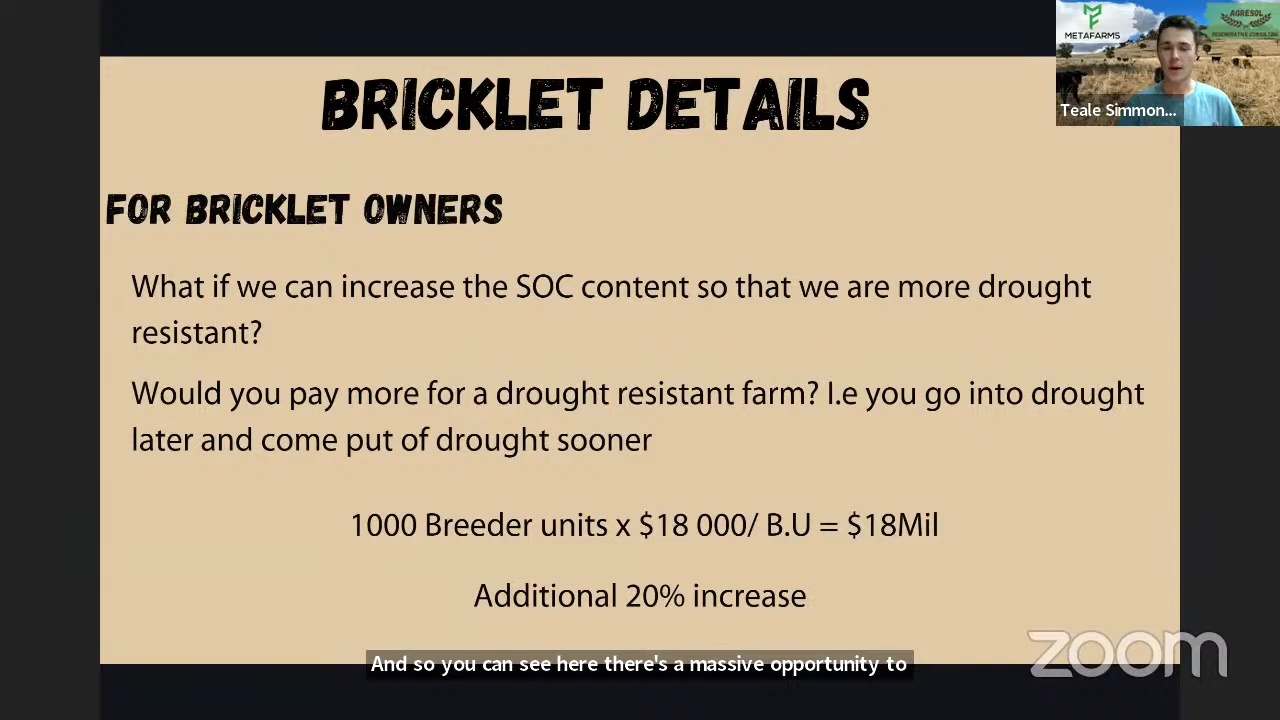 BRICKLET DETAILS
METAFARMS
AGRESOL
REGENERATIVE CONSULTING
Teale Simmon...
FOR BRICKLET OWNERS
What if we can increase the SOC content so that we are more drought
resistant?
Would you pay more for a drought resistant farm? I.e you go into drought
later and come put of drought sooner
1000 Breeder units x $18 000/ B.U = $18Mil
Additional 20% increase
And so you can see here there's a massive opportunity to
zoom